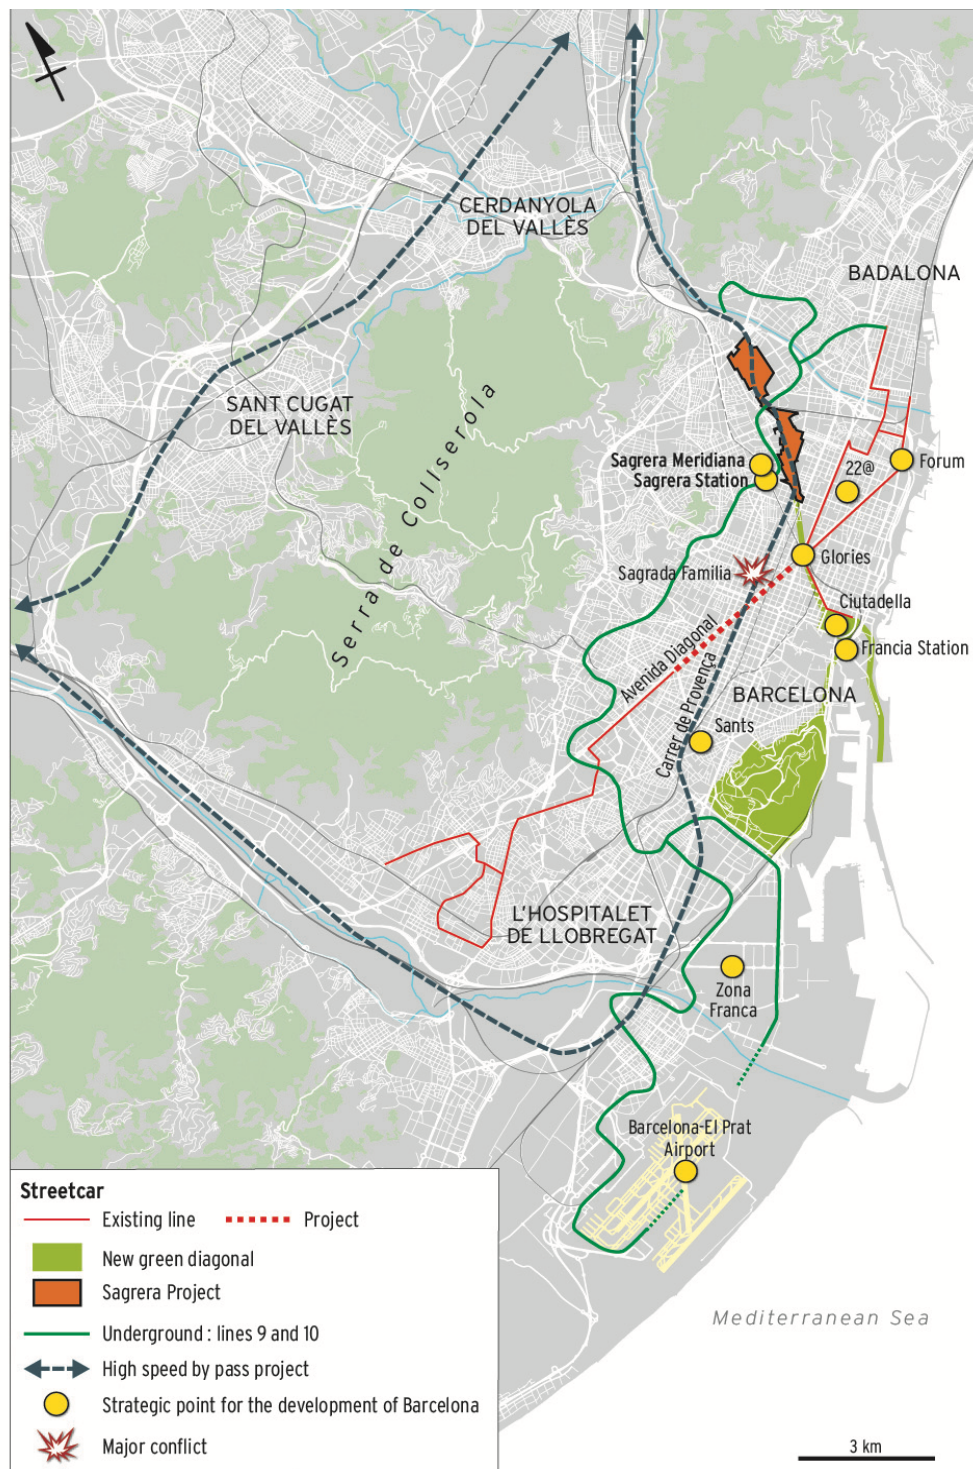 CERDANYOLA
DEL VALLÈS
BADALONA
SANT CUGAT
DEL VALLÈS
Serra de Collserola
Sagrera Meridiana
Sagrera Station
22@
Forum
Glories
Sagrada Familia
Ciutadella
Francia Station
Avenida Diagonal
Carrer de Provença
BARCELONA
Sants
L'HOSPITALET
DE LLOBREGAT
Zona
Franca
Barcelona-El Prat
Airport
Mediterranean Sea
Streetcar
Existing line
Project
New green diagonal
Sagrera Project
Underground : lines 9 and 10
High speed by pass project
Strategic point for the development of Barcelona
Major conflict
3 km